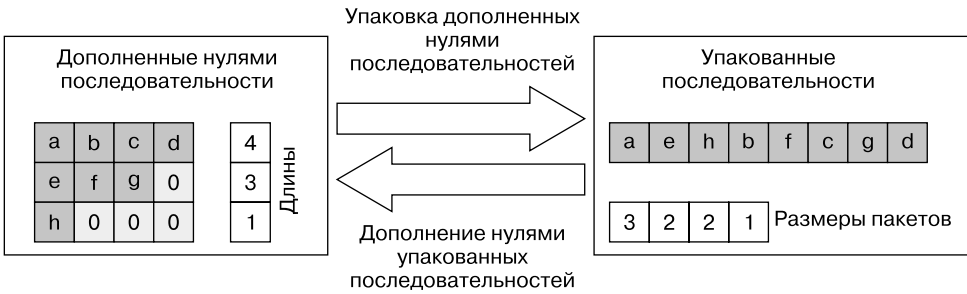 Упаковка дополненных
нулями
последовательностей
Дополненные нулями
последовательности
a b c d
e f g 0
h 0 0 0
4
3
1
Длины
Дополнение нулями
упакованных
последовательностей
Упакованные
последовательности
a e h b f c g d
3 2 2 1
Размеры пакетов